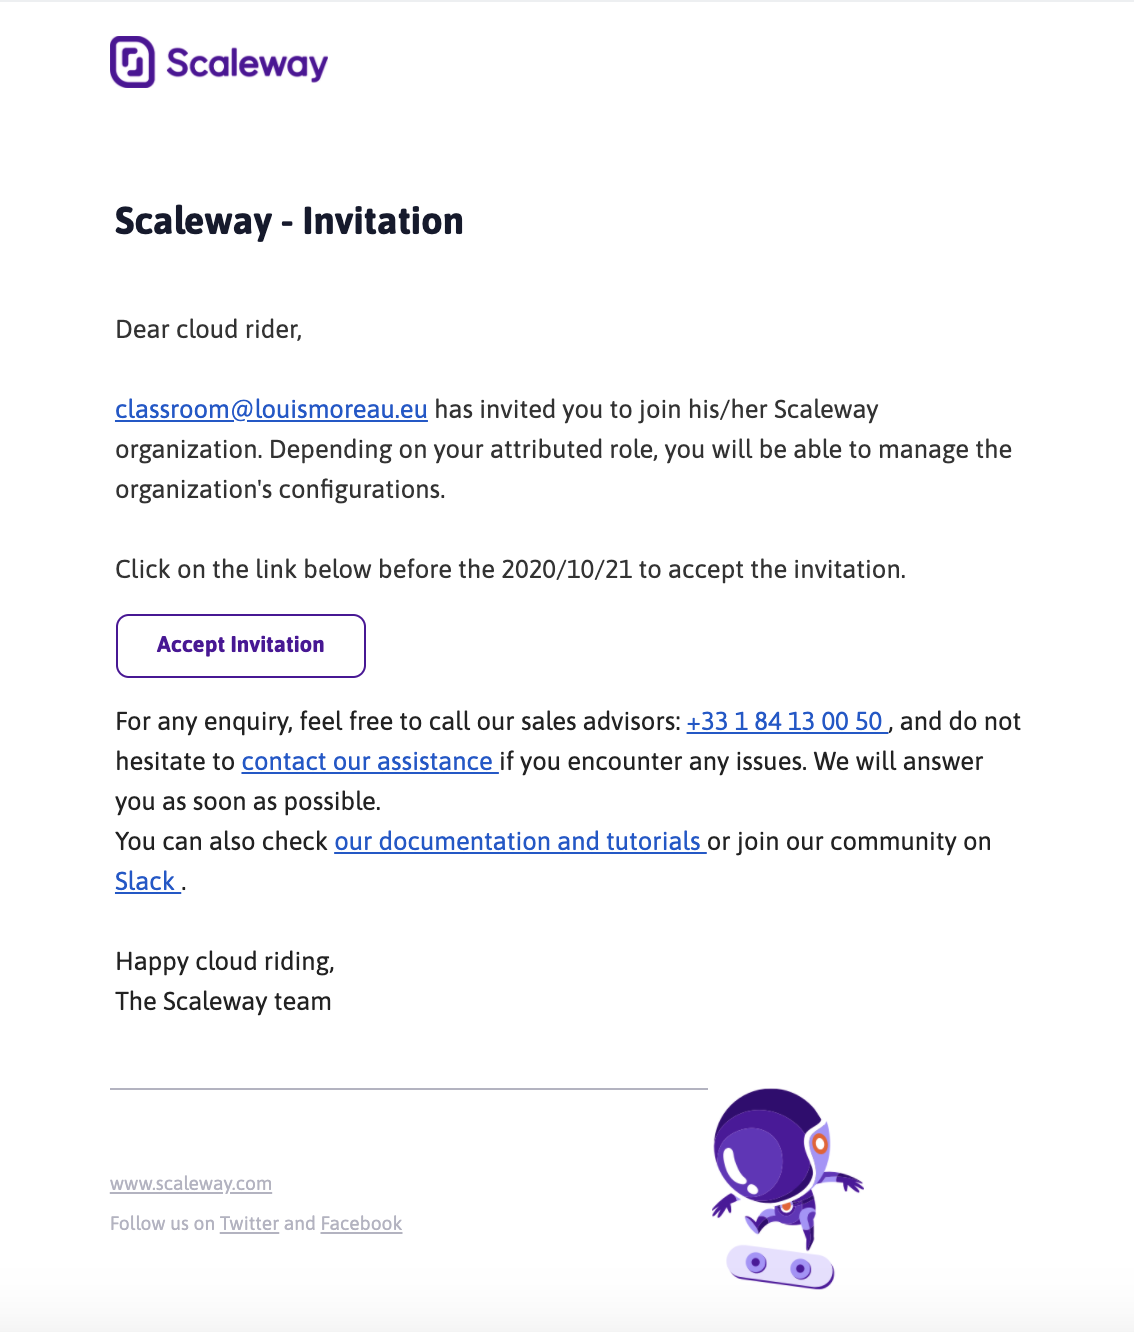 Scaleway
Scaleway - Invitation
Dear cloud rider,
classroom@louismoreau.eu has invited you to join his/her Scaleway
organization. Depending on your attributed role, you will be able to manage the
organization's configurations.
Click on the link below before the 2020/10/21 to accept the invitation.
Accept Invitation
For any enquiry, feel free to call our sales advisors: +33 1 84 13 00 50 , and do not
hesitate to contact our assistance if you encounter any issues. We will answer
you as soon as possible.
You can also check our documentation and tutorials or join our community on
Slack .
Happy cloud riding,
The Scaleway team
www.scaleway.com
Follow us on Twitter and Facebook